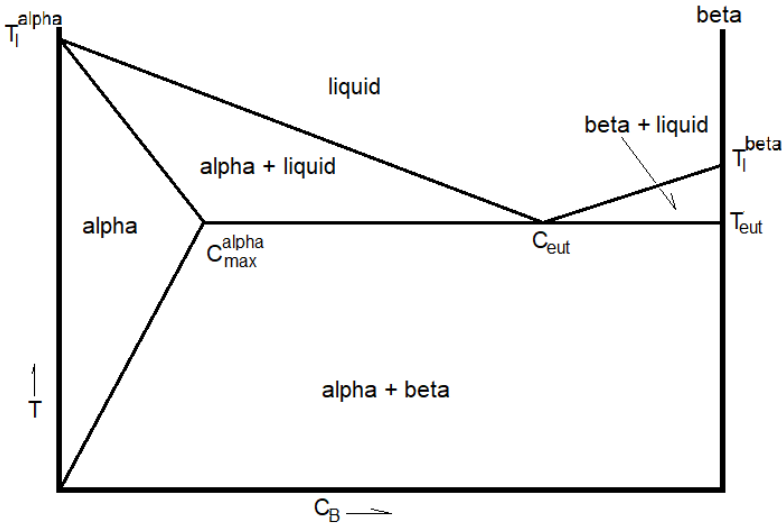 beta
T_l^alpha
liquid
beta + liquid
T_l^beta
alpha + liquid
alpha
C_max^alpha
C_eut
T_eut
alpha + beta
T
C_B